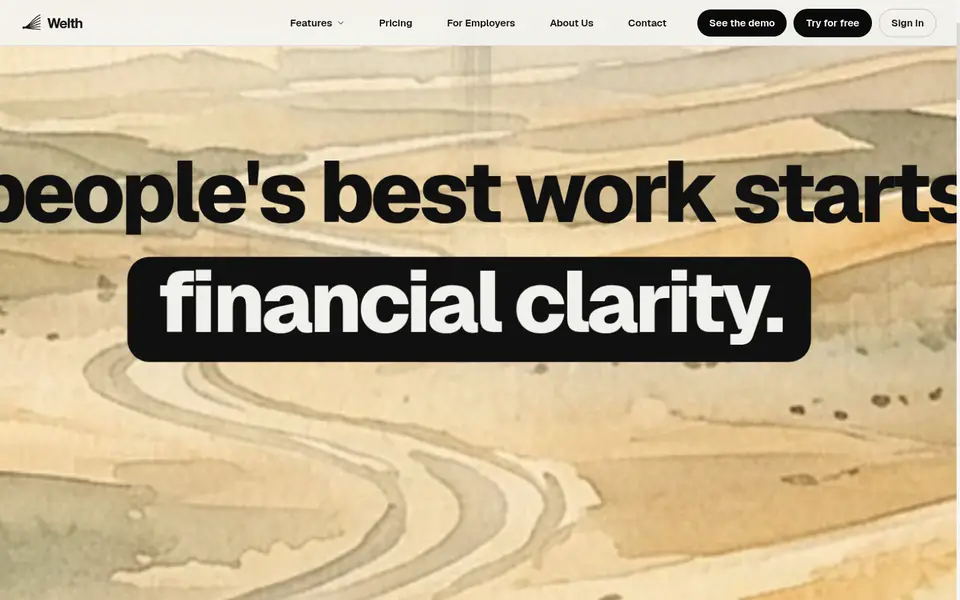 Welth
Features
Pricing
For Employers
About Us
Contact
See the demo
Try for free
Sign in
people's best work starts
financial clarity.